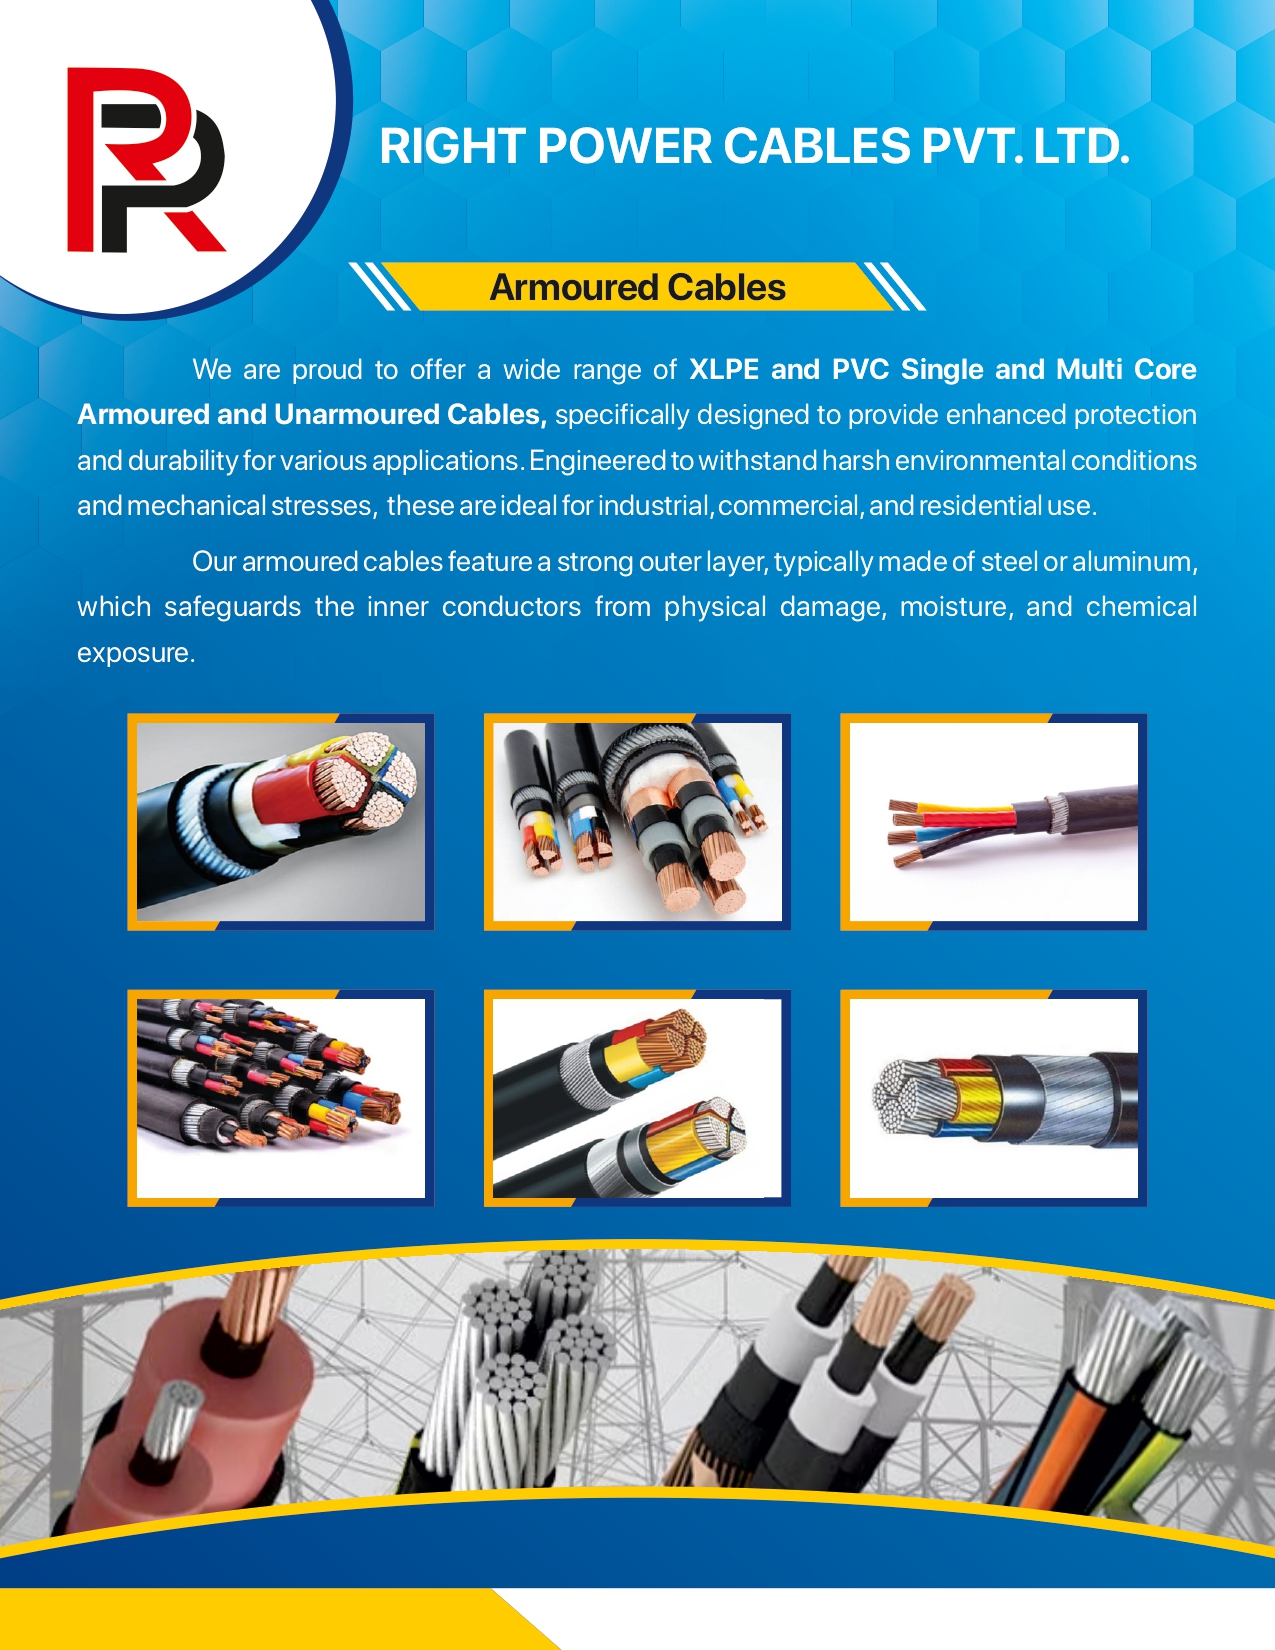 RIGHT POWER CABLES PVT. LTD.
Armoured Cables
We are proud to offer a wide range of XLPE and PVC Single and Multi Core
Armoured and Unarmoured Cables, specifically designed to provide enhanced protection
and durability for various applications. Engineered to withstand harsh environmental conditions
and mechanical stresses, these are ideal for industrial, commercial, and residential use.
Our armoured cables feature a strong outer layer, typically made of steel or aluminum,
which safeguards the inner conductors from physical damage, moisture, and chemical
exposure.